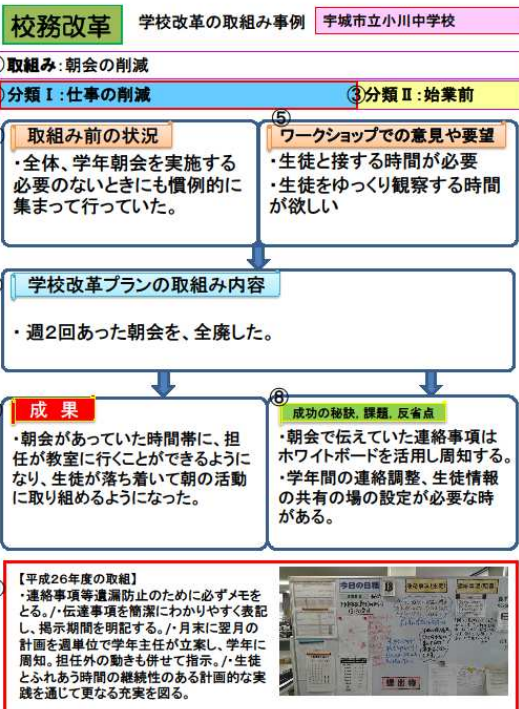 校務改革
学校改革の取組み事例
宇城市立小川中学校
取組み:朝会の削減
分類Ⅰ:仕事の削減
③分類Ⅱ:始業前
取組み前の状況
・全体、学年朝会を実施する
必要のないときにも慣例的に
集まって行っていた。
⑤
ワークショップでの意見や要望
・生徒と接する時間が必要
・生徒をゆっくり観察する時間
が欲しい
学校改革プランの取組み内容
・週2回あった朝会を、全廃した。
成 果
・朝会があっていた時間帯に、担
任が教室に行くことができるように
なり、生徒が落ち着いて朝の活動
に取り組めるようになった。
⑧
成功の秘訣,課題,反省点
・朝会で伝えていた連絡事項は
ホワイトボードを活用し周知する。
・学年間の連絡調整、生徒情報
の共有の場の設定が必要な時
がある。
【平成26年度の取組】
・連絡事項等遺漏防止のために必ずメモを
とる。/・伝達事項を簡潔にわかりやすく表記
し、掲示期間を明記する。/・月末に翌月の
計画を週単位で学年主任が立案し、学年に
周知。担任外の動きも併せて指示。/・生徒
とふれあう時間の継続性のある計画的な実
践を通じて更なる充実を図る。
今日の日程
提出物